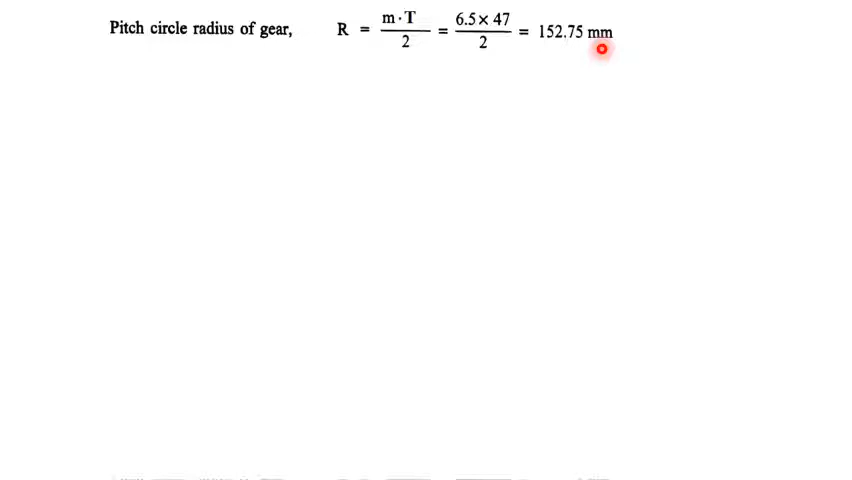 Pitch circle radius of gear, R = m·T/2 = 6.5 × 47/2 = 152.75 mm